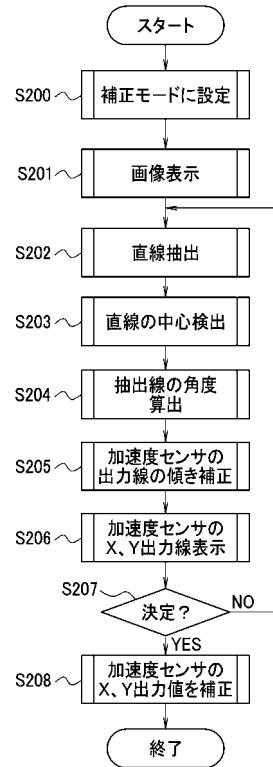 スタート
S200
補正モードに設定
S201
画像表示
S202
直線抽出
S203
直線の中心検出
S204
抽出線の角度
算出
S205
加速度センサの
出力線の傾き補正
S206
加速度センサの
X、Y出力線表示
S207
決定？
NO
YES
S208
加速度センサの
X、Y出力値を補正
終了